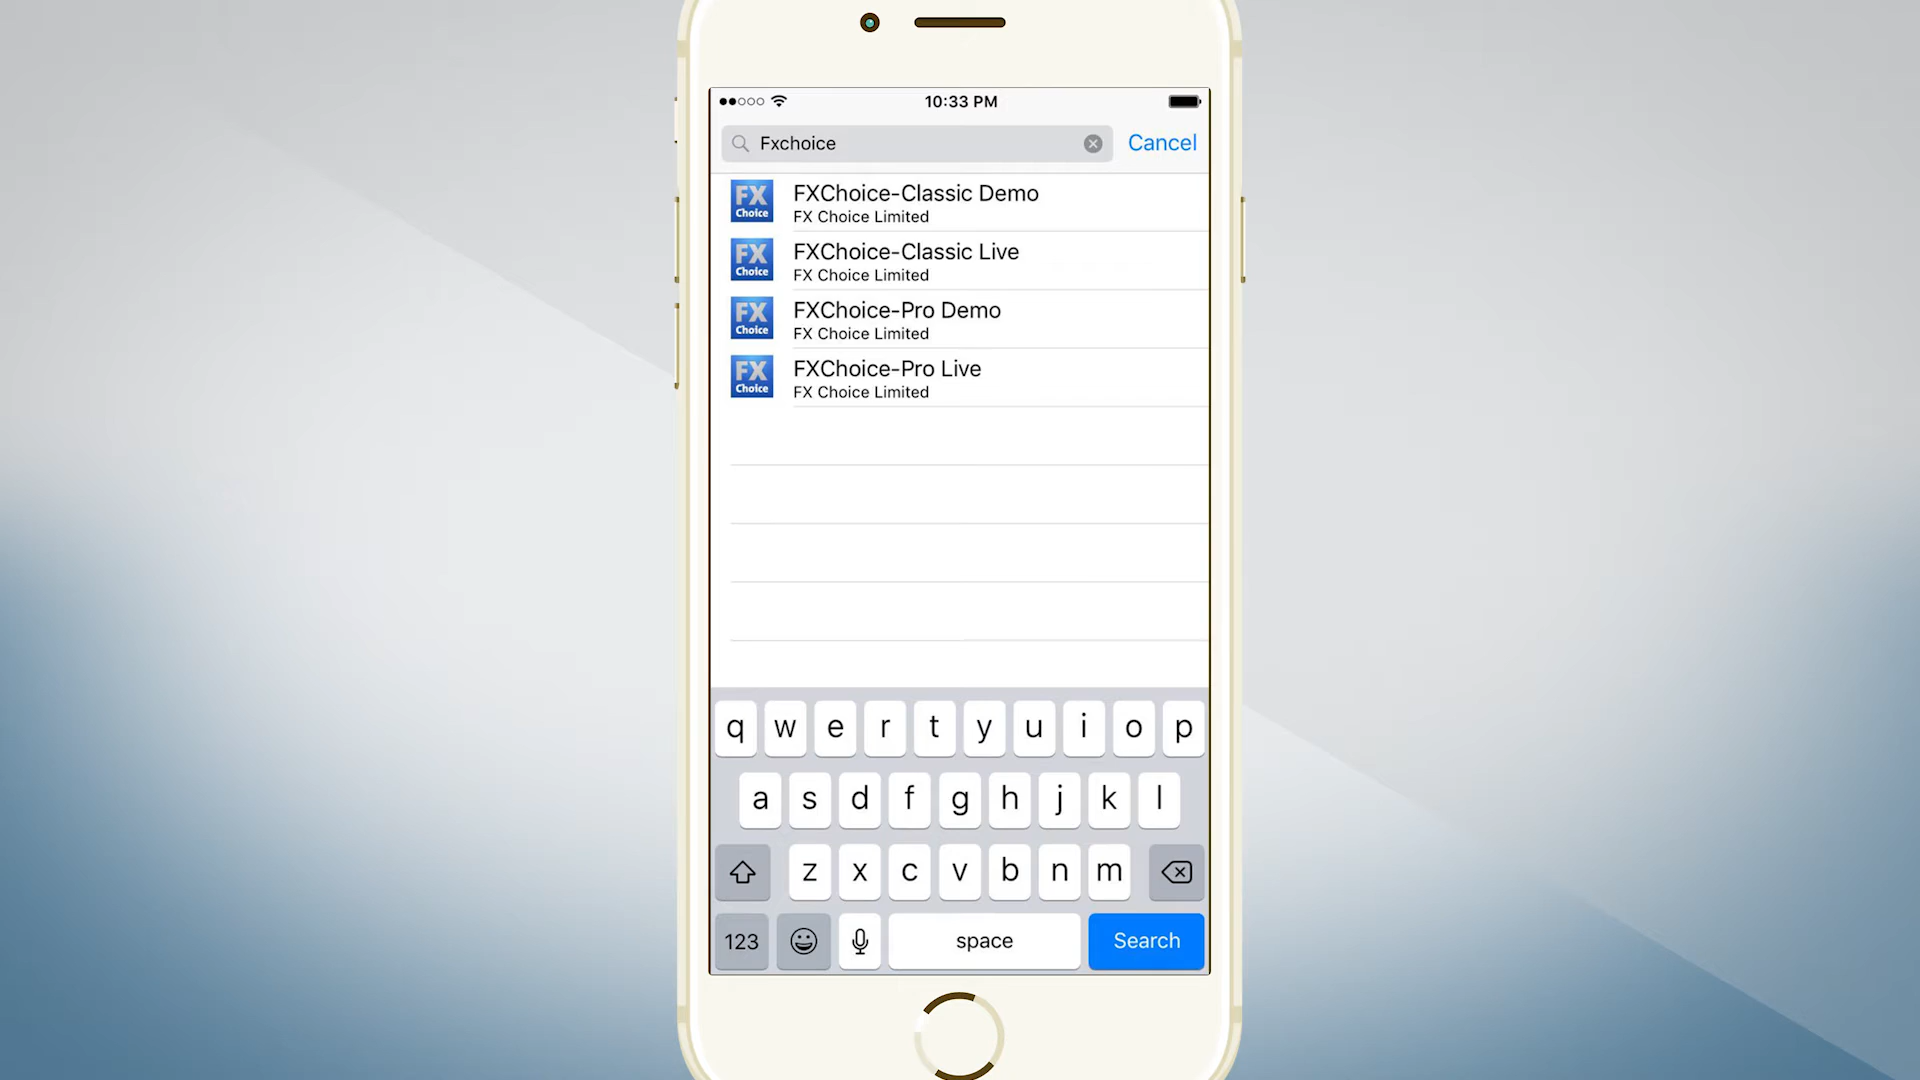 10:33 PM
Fxchoice
Cancel
FX Choice
FXChoice-Classic Demo
FX Choice Limited
FX Choice
FXChoice-Classic Live
FX Choice Limited
FX Choice
FXChoice-Pro Demo
FX Choice Limited
FX Choice
FXChoice-Pro Live
FX Choice Limited
q w e r t y u i o p
a s d f g h j k l
z x c v b n m
123 space Search